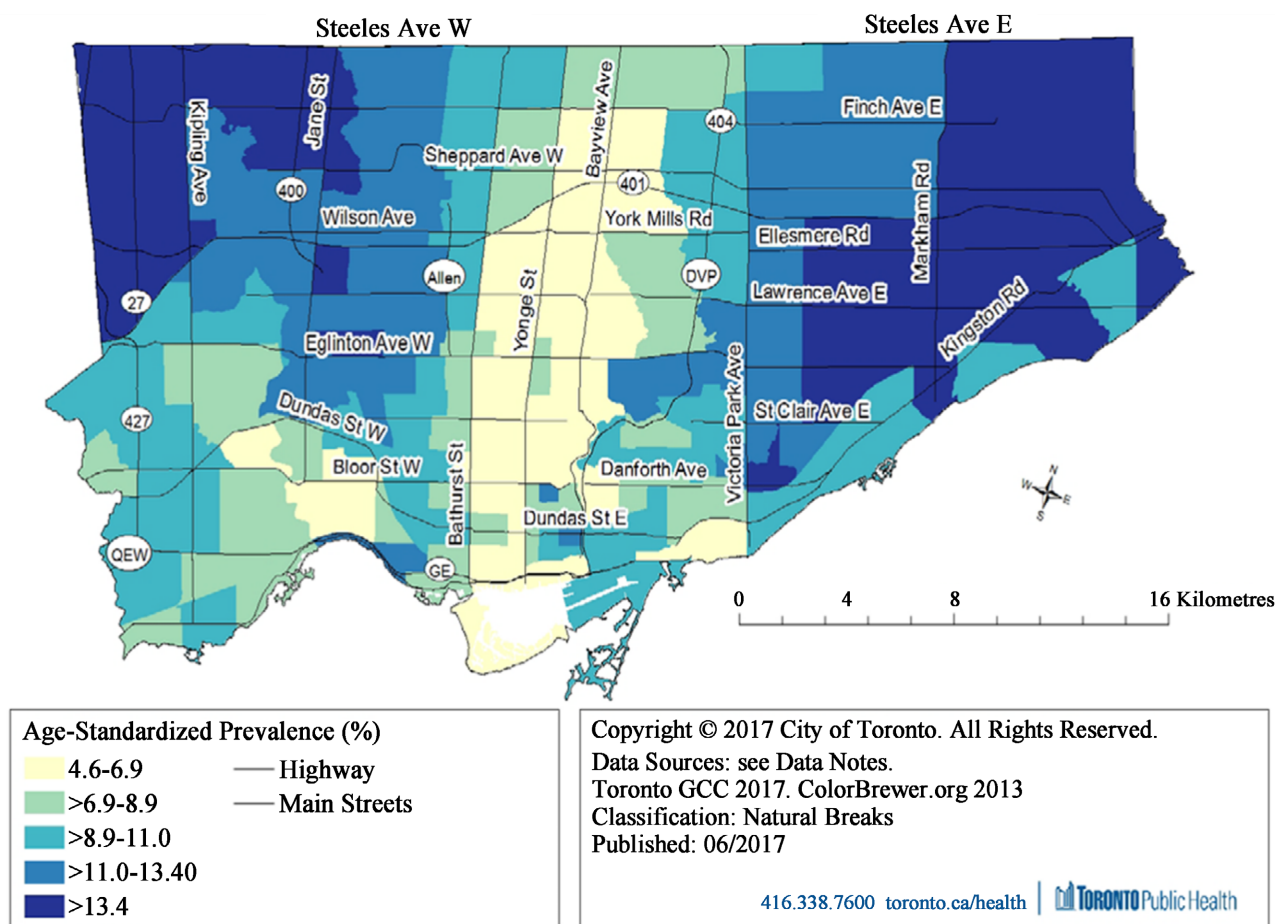 Steeles Ave W
Steeles Ave E
Kipling Ave
Jane St
Bayview Ave
404
Finch Ave E
Sheppard Ave W
400
401
Markham Rd
Wilson Ave
York Mills Rd
Ellesmere Rd
Allen
DVP
27
Yonge St
Lawrence Ave E
Kingston Rd
Eglinton Ave W
Victoria Park Ave
427
Dundas St W
St Clair Ave E
Bathurst St
Bloor St W
Danforth Ave
Dundas St E
QEW
GE
N
W E
S
0 4 8 16 Kilometres
Age-Standardized Prevalence (%)
4.6-6.9 Highway
>6.9-8.9 Main Streets
>8.9-11.0
>11.0-13.40
>13.4
Copyright © 2017 City of Toronto. All Rights Reserved.
Data Sources: see Data Notes.
Toronto GCC 2017. ColorBrewer.org 2013
Classification: Natural Breaks
Published: 06/2017
416.338.7600 toronto.ca/health TORONTO Public Health